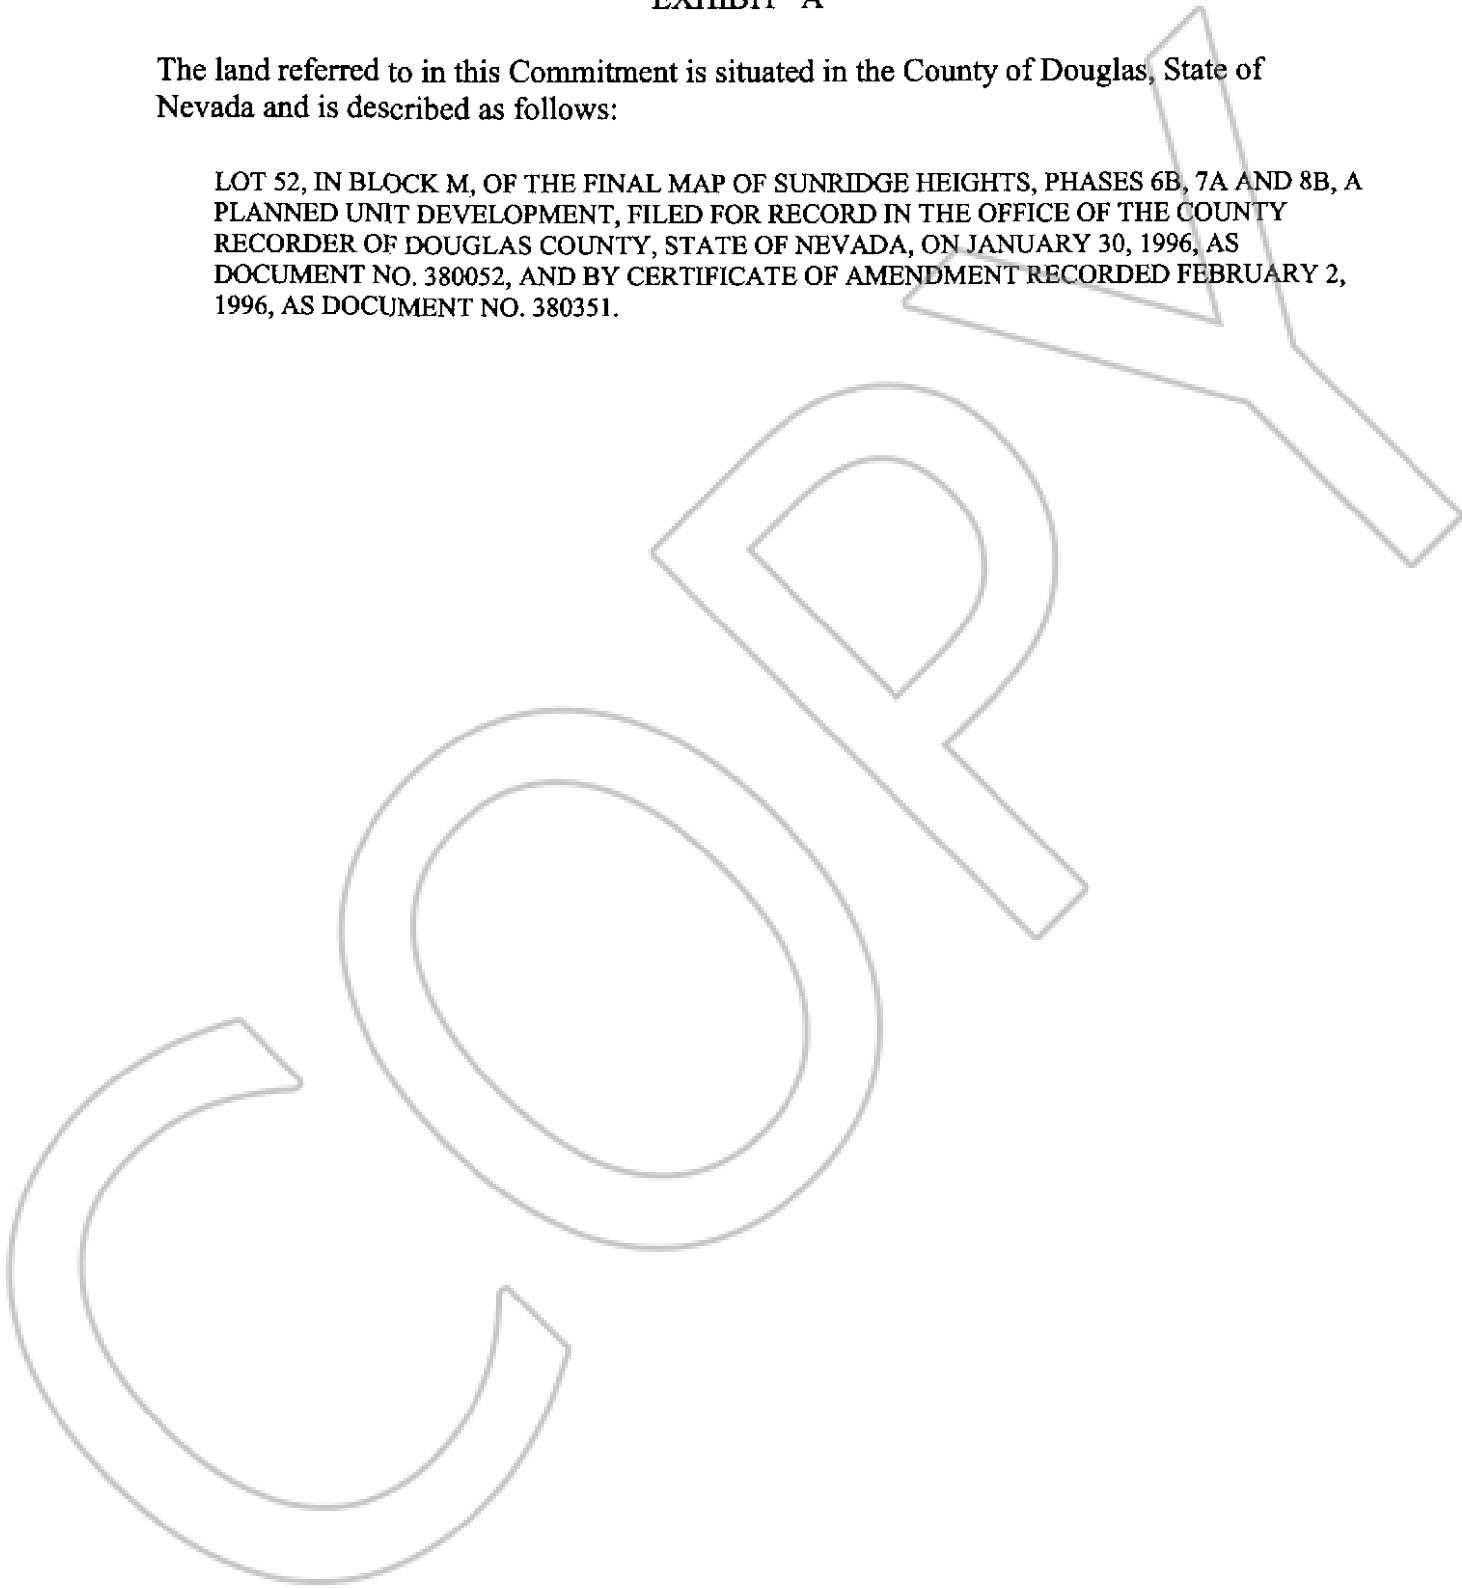 EXHIBIT "A"
The land referred to in this Commitment is situated in the County of Douglas, State of
Nevada and is described as follows:
LOT 52, IN BLOCK M, OF THE FINAL MAP OF SUNRIDGE HEIGHTS, PHASES 6B, 7A AND 8B, A
PLANNED UNIT DEVELOPMENT, FILED FOR RECORD IN THE OFFICE OF THE COUNTY
RECORDER OF DOUGLAS COUNTY, STATE OF NEVADA, ON JANUARY 30, 1996, AS
DOCUMENT NO. 380052, AND BY CERTIFICATE OF AMENDMENT RECORDED FEBRUARY 2,
1996, AS DOCUMENT NO. 380351.
COPY